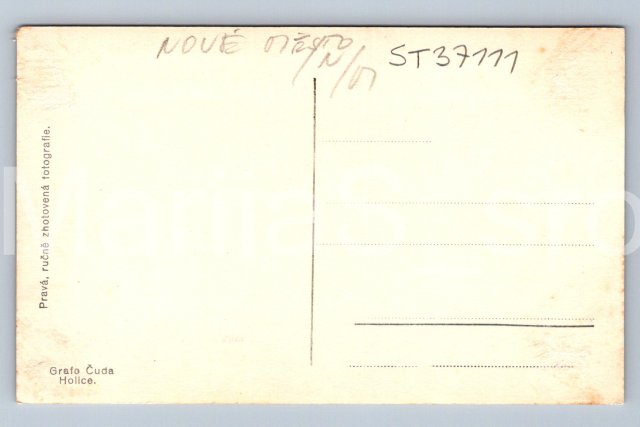 NOVÉ MĚSTO
N/M
ST37111
Pravá, ručně zhotovená fotografie.
Grafo Čuda
Holice.